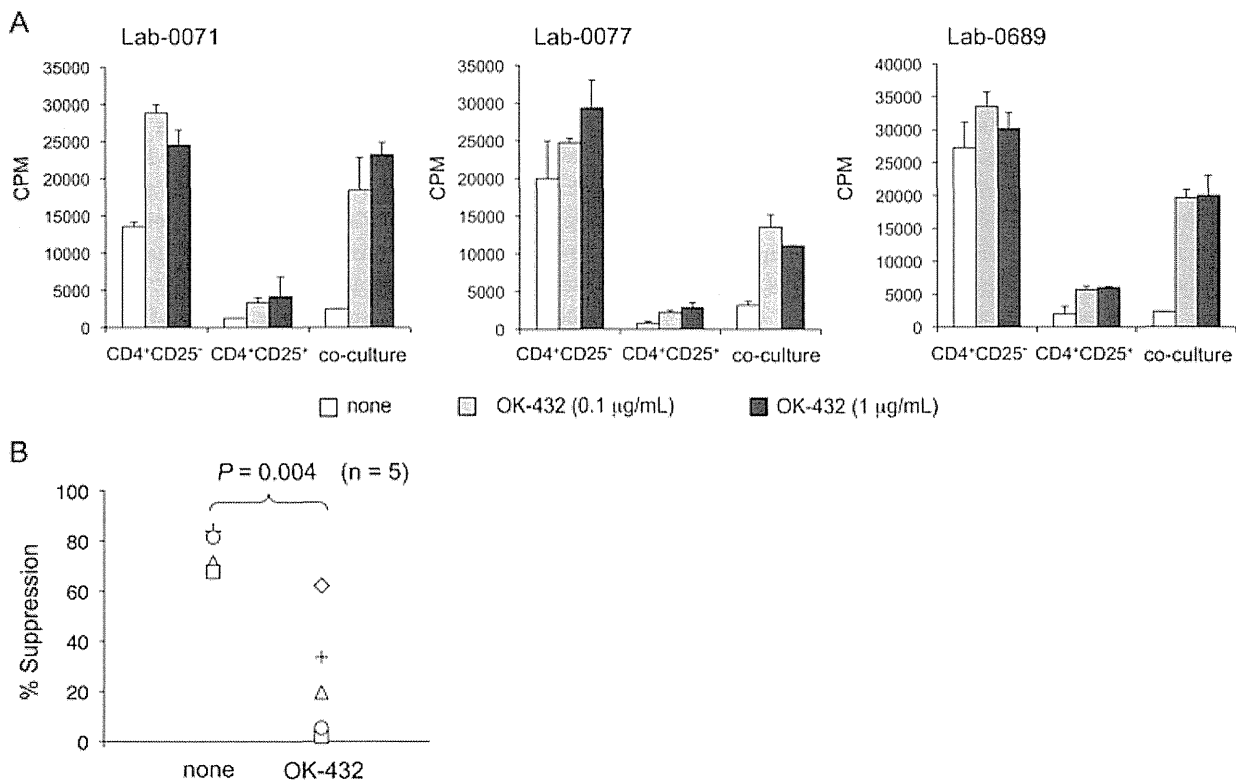 A
Lab-0071
Lab-0077
Lab-0689
CPM
35000
30000
25000
20000
15000
10000
5000
0
CD4⁺CD25⁻ CD4⁺CD25⁺ co-culture
CPM
35000
30000
25000
20000
15000
10000
5000
0
CD4⁺CD25⁻ CD4⁺CD25⁺ co-culture
CPM
40000
35000
30000
25000
20000
15000
10000
5000
0
CD4⁺CD25⁻ CD4⁺CD25⁺ co-culture
none OK-432 (0.1 µg/mL) OK-432 (1 µg/mL)
B
P = 0.004 (n = 5)
% Suppression
100
80
60
40
20
0
none OK-432